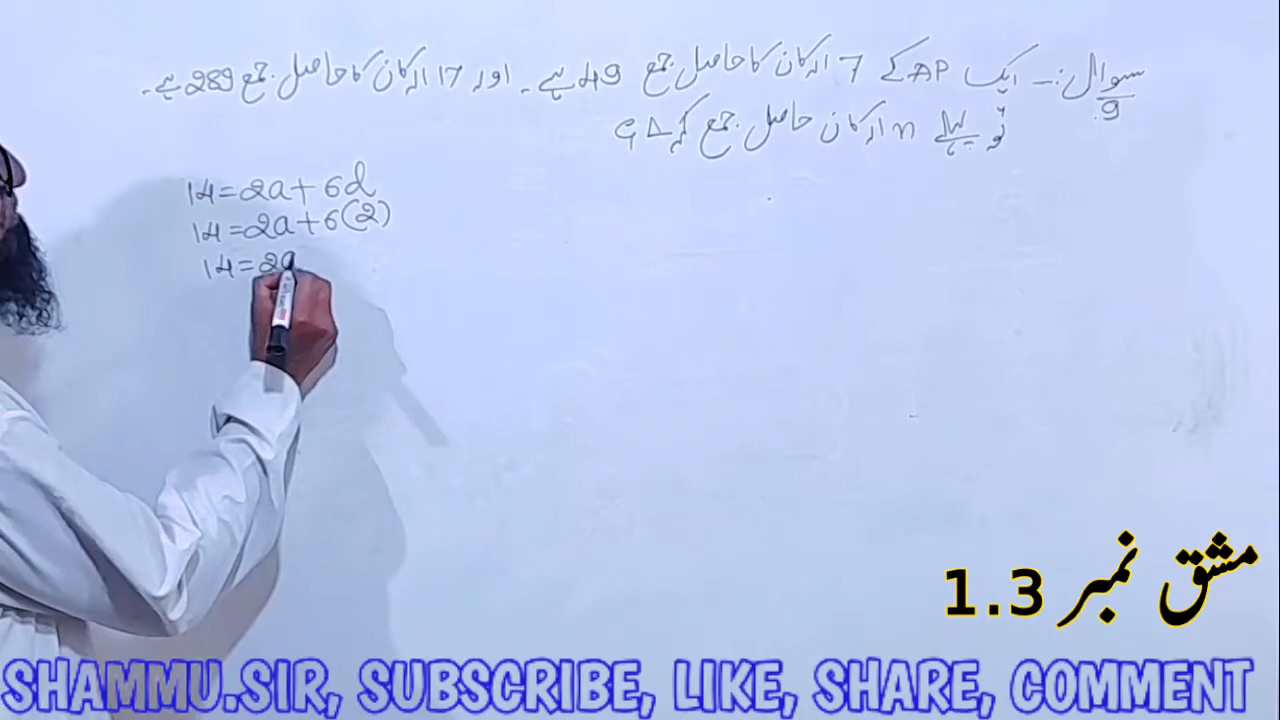 سوال:۔ ایک AP کے 7 ارکان کا حاصل جمع 49 ہے۔ اور 17 ارکان کا حاصل جمع 289 ہے۔
9
تو پہلے n ارکان حاصل جمع کر
14=2a+6d
14=2a+6(2)
14=2a
مشق نمبر 1.3
SHAMMU.SIR, SUBSCRIBE, LIKE, SHARE, COMMENT